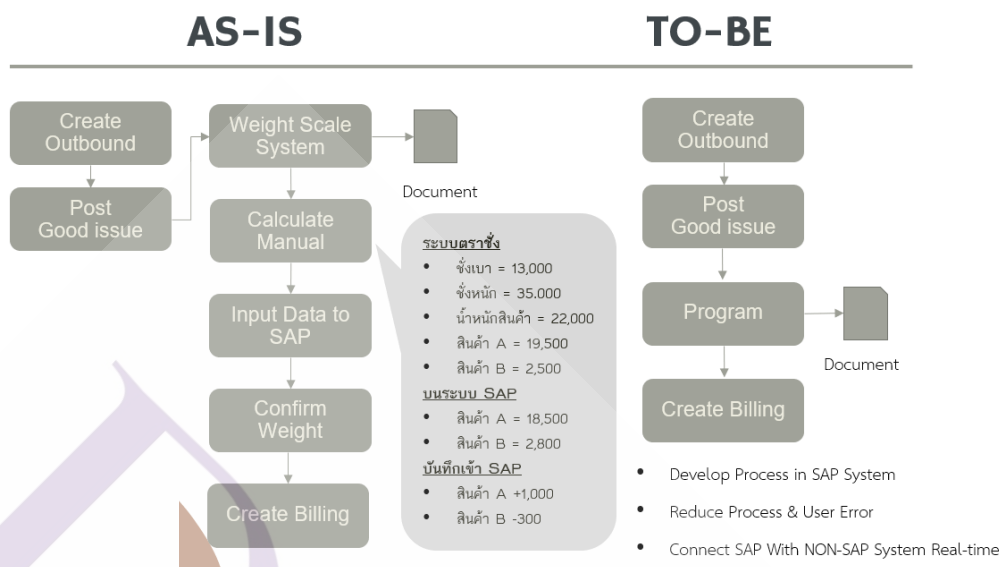 AS-IS
Create
Outbound
Post
Good issue
Weight Scale
System
Document
Calculate
Manual
Input Data to
SAP
Confirm
Weight
Create Billing
ระบบตราชั่ง
• ชั่งเบา = 13,000
• ชั่งหนัก = 35.000
• น้ำหนักสินค้า = 22,000
• สินค้า A = 19,500
• สินค้า B = 2,500
บนระบบ SAP
• สินค้า A = 18,500
• สินค้า B = 2,800
บันทึกเข้า SAP
• สินค้า A +1,000
• สินค้า B -300
TO-BE
Create
Outbound
Post
Good issue
Program
Document
Create Billing
• Develop Process in SAP System
• Reduce Process & User Error
• Connect SAP With NON-SAP System Real-time